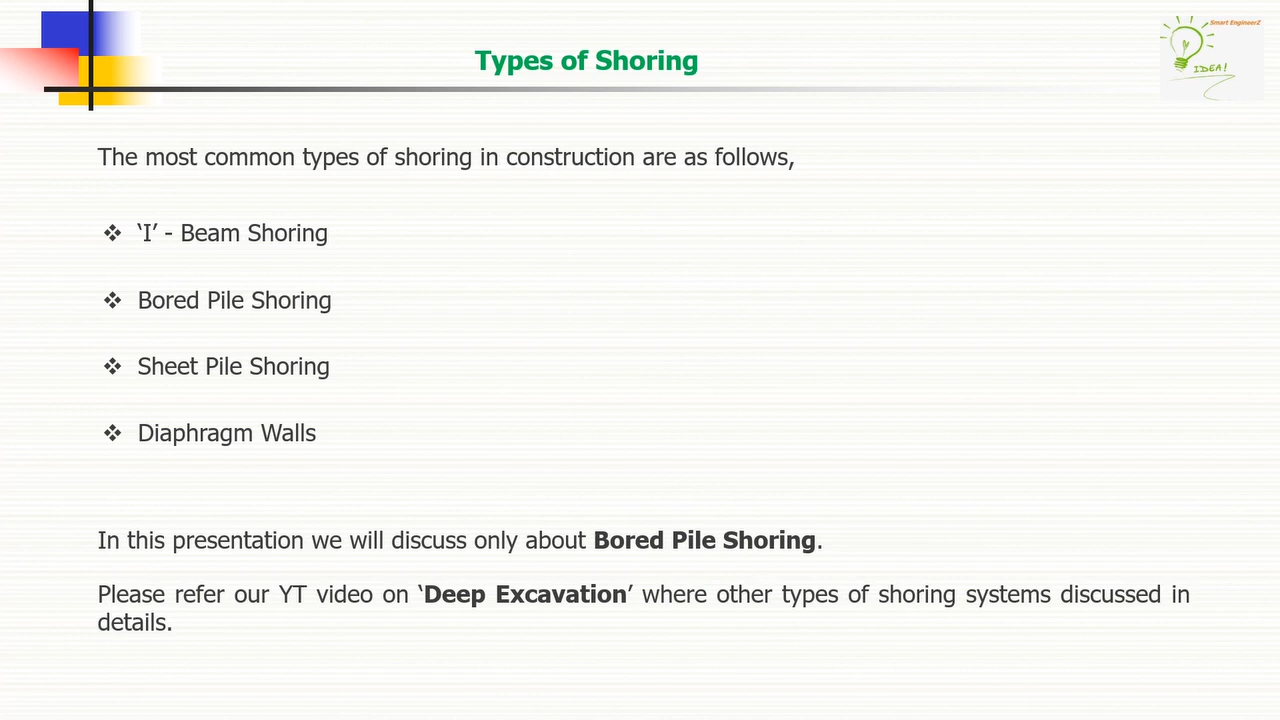 Smart EngineerZ
IDEA!
Types of Shoring
The most common types of shoring in construction are as follows,
❖ ‘I’ - Beam Shoring
❖ Bored Pile Shoring
❖ Sheet Pile Shoring
❖ Diaphragm Walls
In this presentation we will discuss only about Bored Pile Shoring.
Please refer our YT video on ‘Deep Excavation’ where other types of shoring systems discussed in
details.